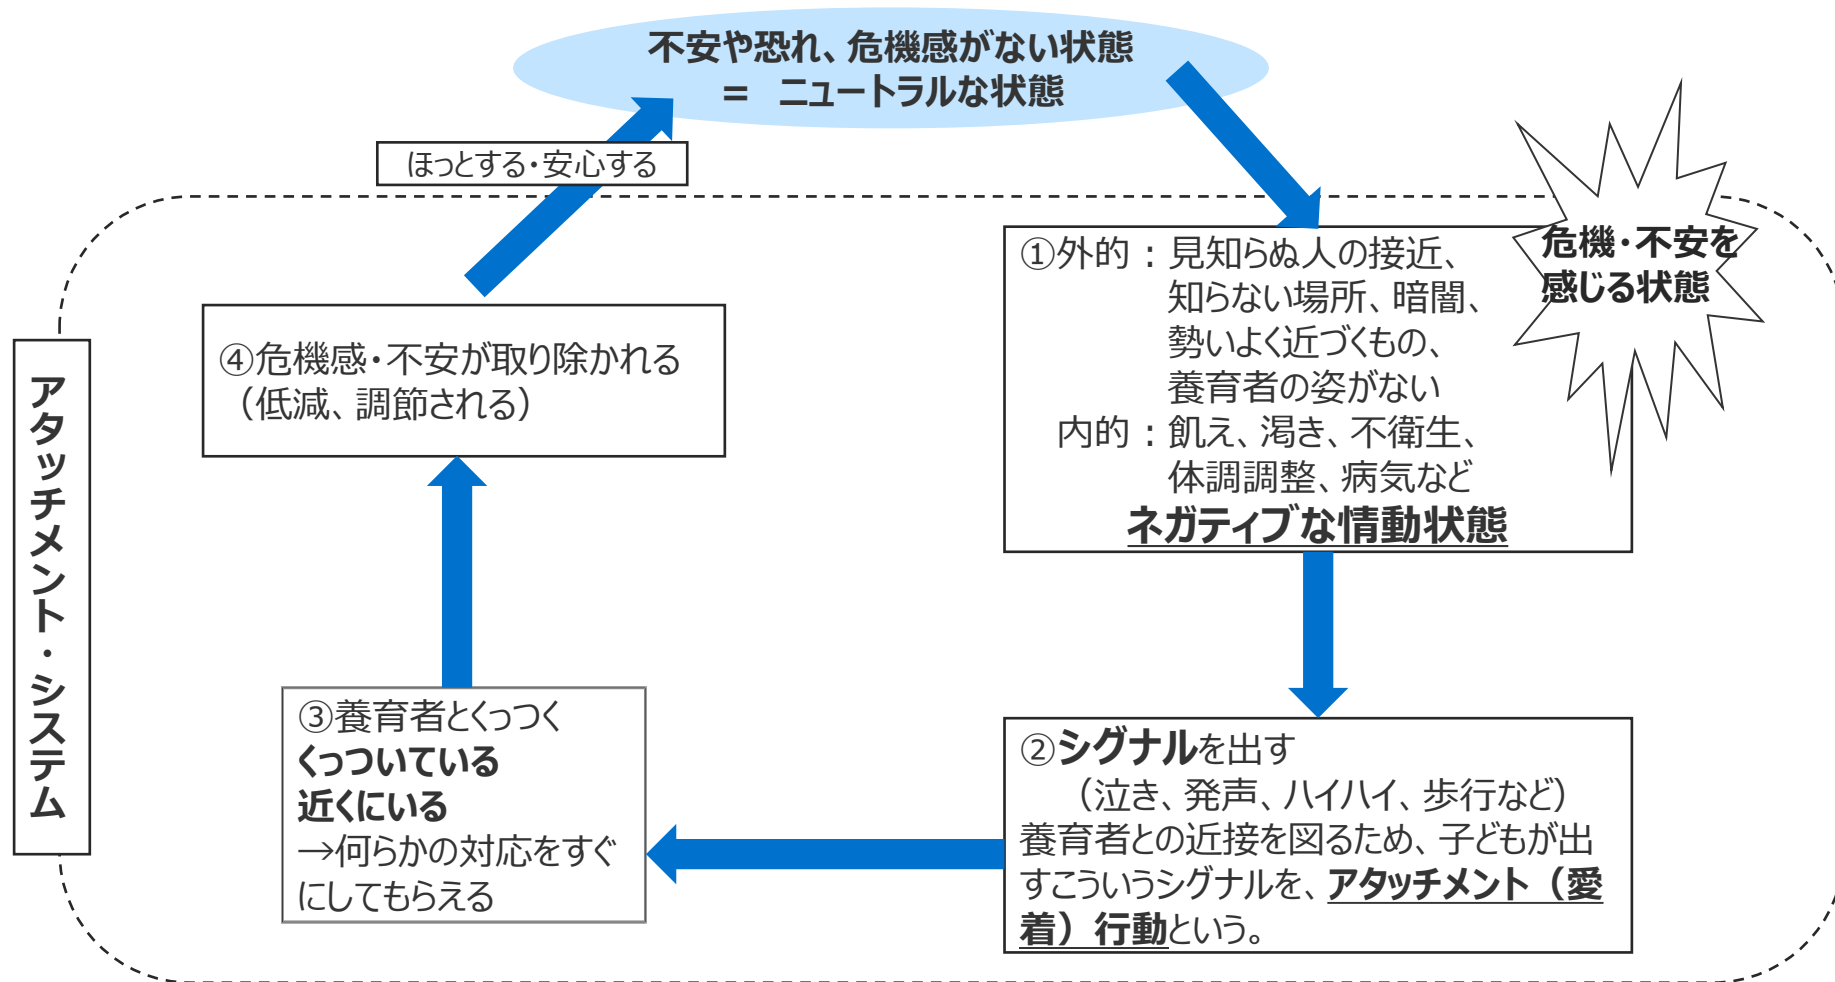 不安や恐れ、危機感がない状態
= ニュートラルな状態
ほっとする・安心する
危機・不安を
感じる状態
①外的：見知らぬ人の接近、
知らない場所、暗闇、
勢いよく近づくもの、
養育者の姿がない
内的：飢え、渇き、不衛生、
体調調整、病気など
ネガティブな情動状態
④危機感・不安が取り除かれる
（低減、調節される）
アタッチメント・システム
③養育者とくっつく
くっついている
近くにいる
→何らかの対応をすぐ
にしてもらえる
②シグナルを出す
（泣き、発声、ハイハイ、歩行など）
養育者との近接を図るため、子どもが出
すこういうシグナルを、アタッチメント（愛
着）行動という。